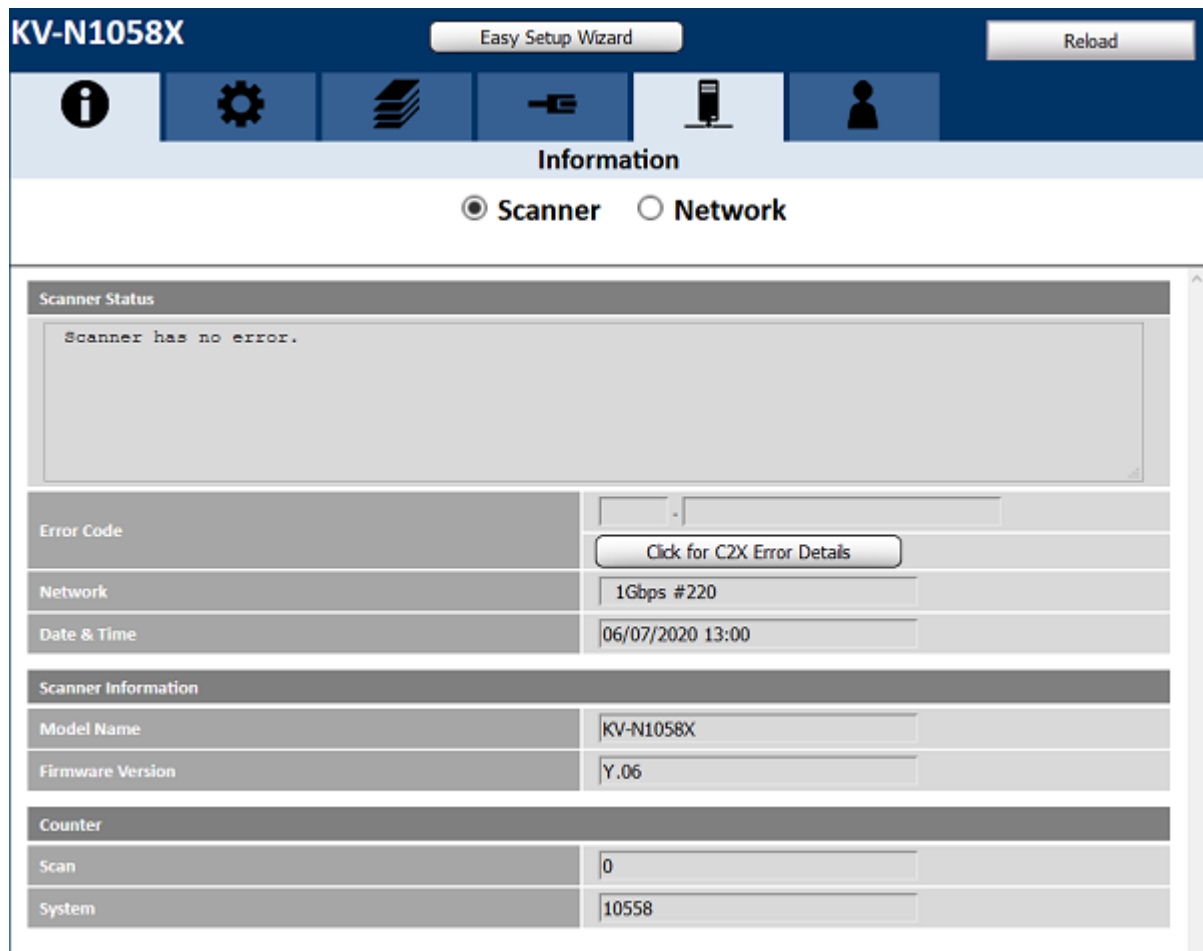 KV-N1058X
Easy Setup Wizard
Reload
Information
Scanner Network
Scanner Status
Scanner has no error.
Error Code
-
Click for C2X Error Details
Network 1Gbps #220
Date & Time 06/07/2020 13:00
Scanner Information
Model Name KV-N1058X
Firmware Version Y.06
Counter
Scan 0
System 10558